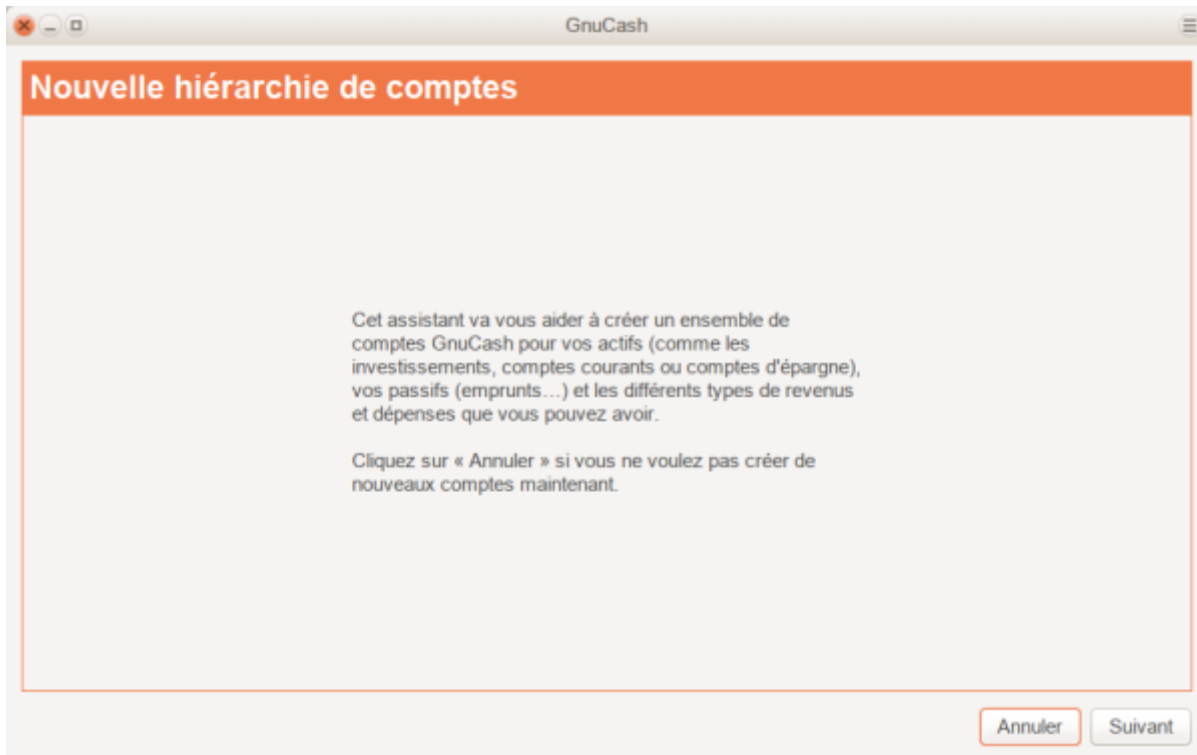 GnuCash
Nouvelle hiérarchie de comptes
Cet assistant va vous aider à créer un ensemble de
comptes GnuCash pour vos actifs (comme les
investissements, comptes courants ou comptes d'épargne),
vos passifs (emprunts…) et les différents types de revenus
et dépenses que vous pouvez avoir.
Cliquez sur « Annuler » si vous ne voulez pas créer de
nouveaux comptes maintenant.
Annuler
Suivant